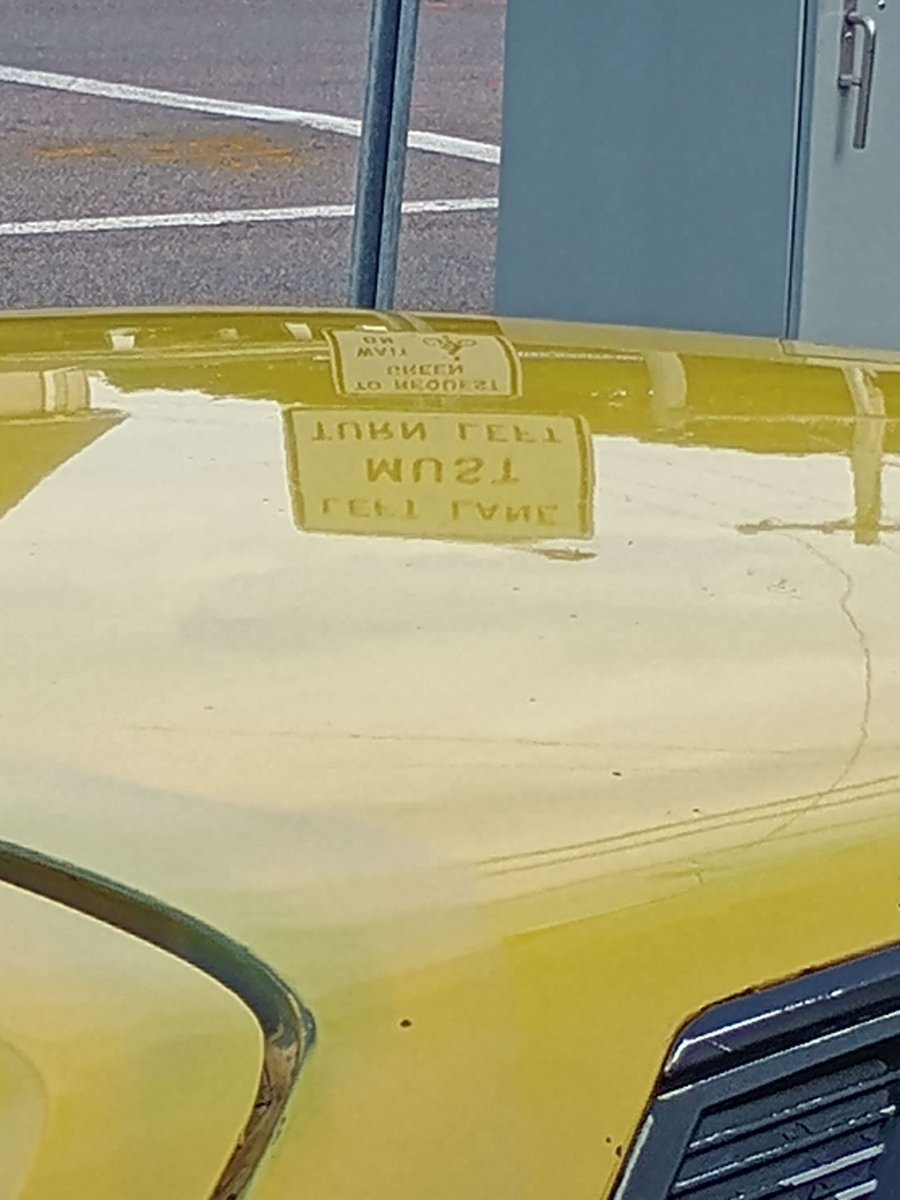 LEFT LANE
MUST
TURN LEFT
TO REQUEST
GREEN
WAIT
ON